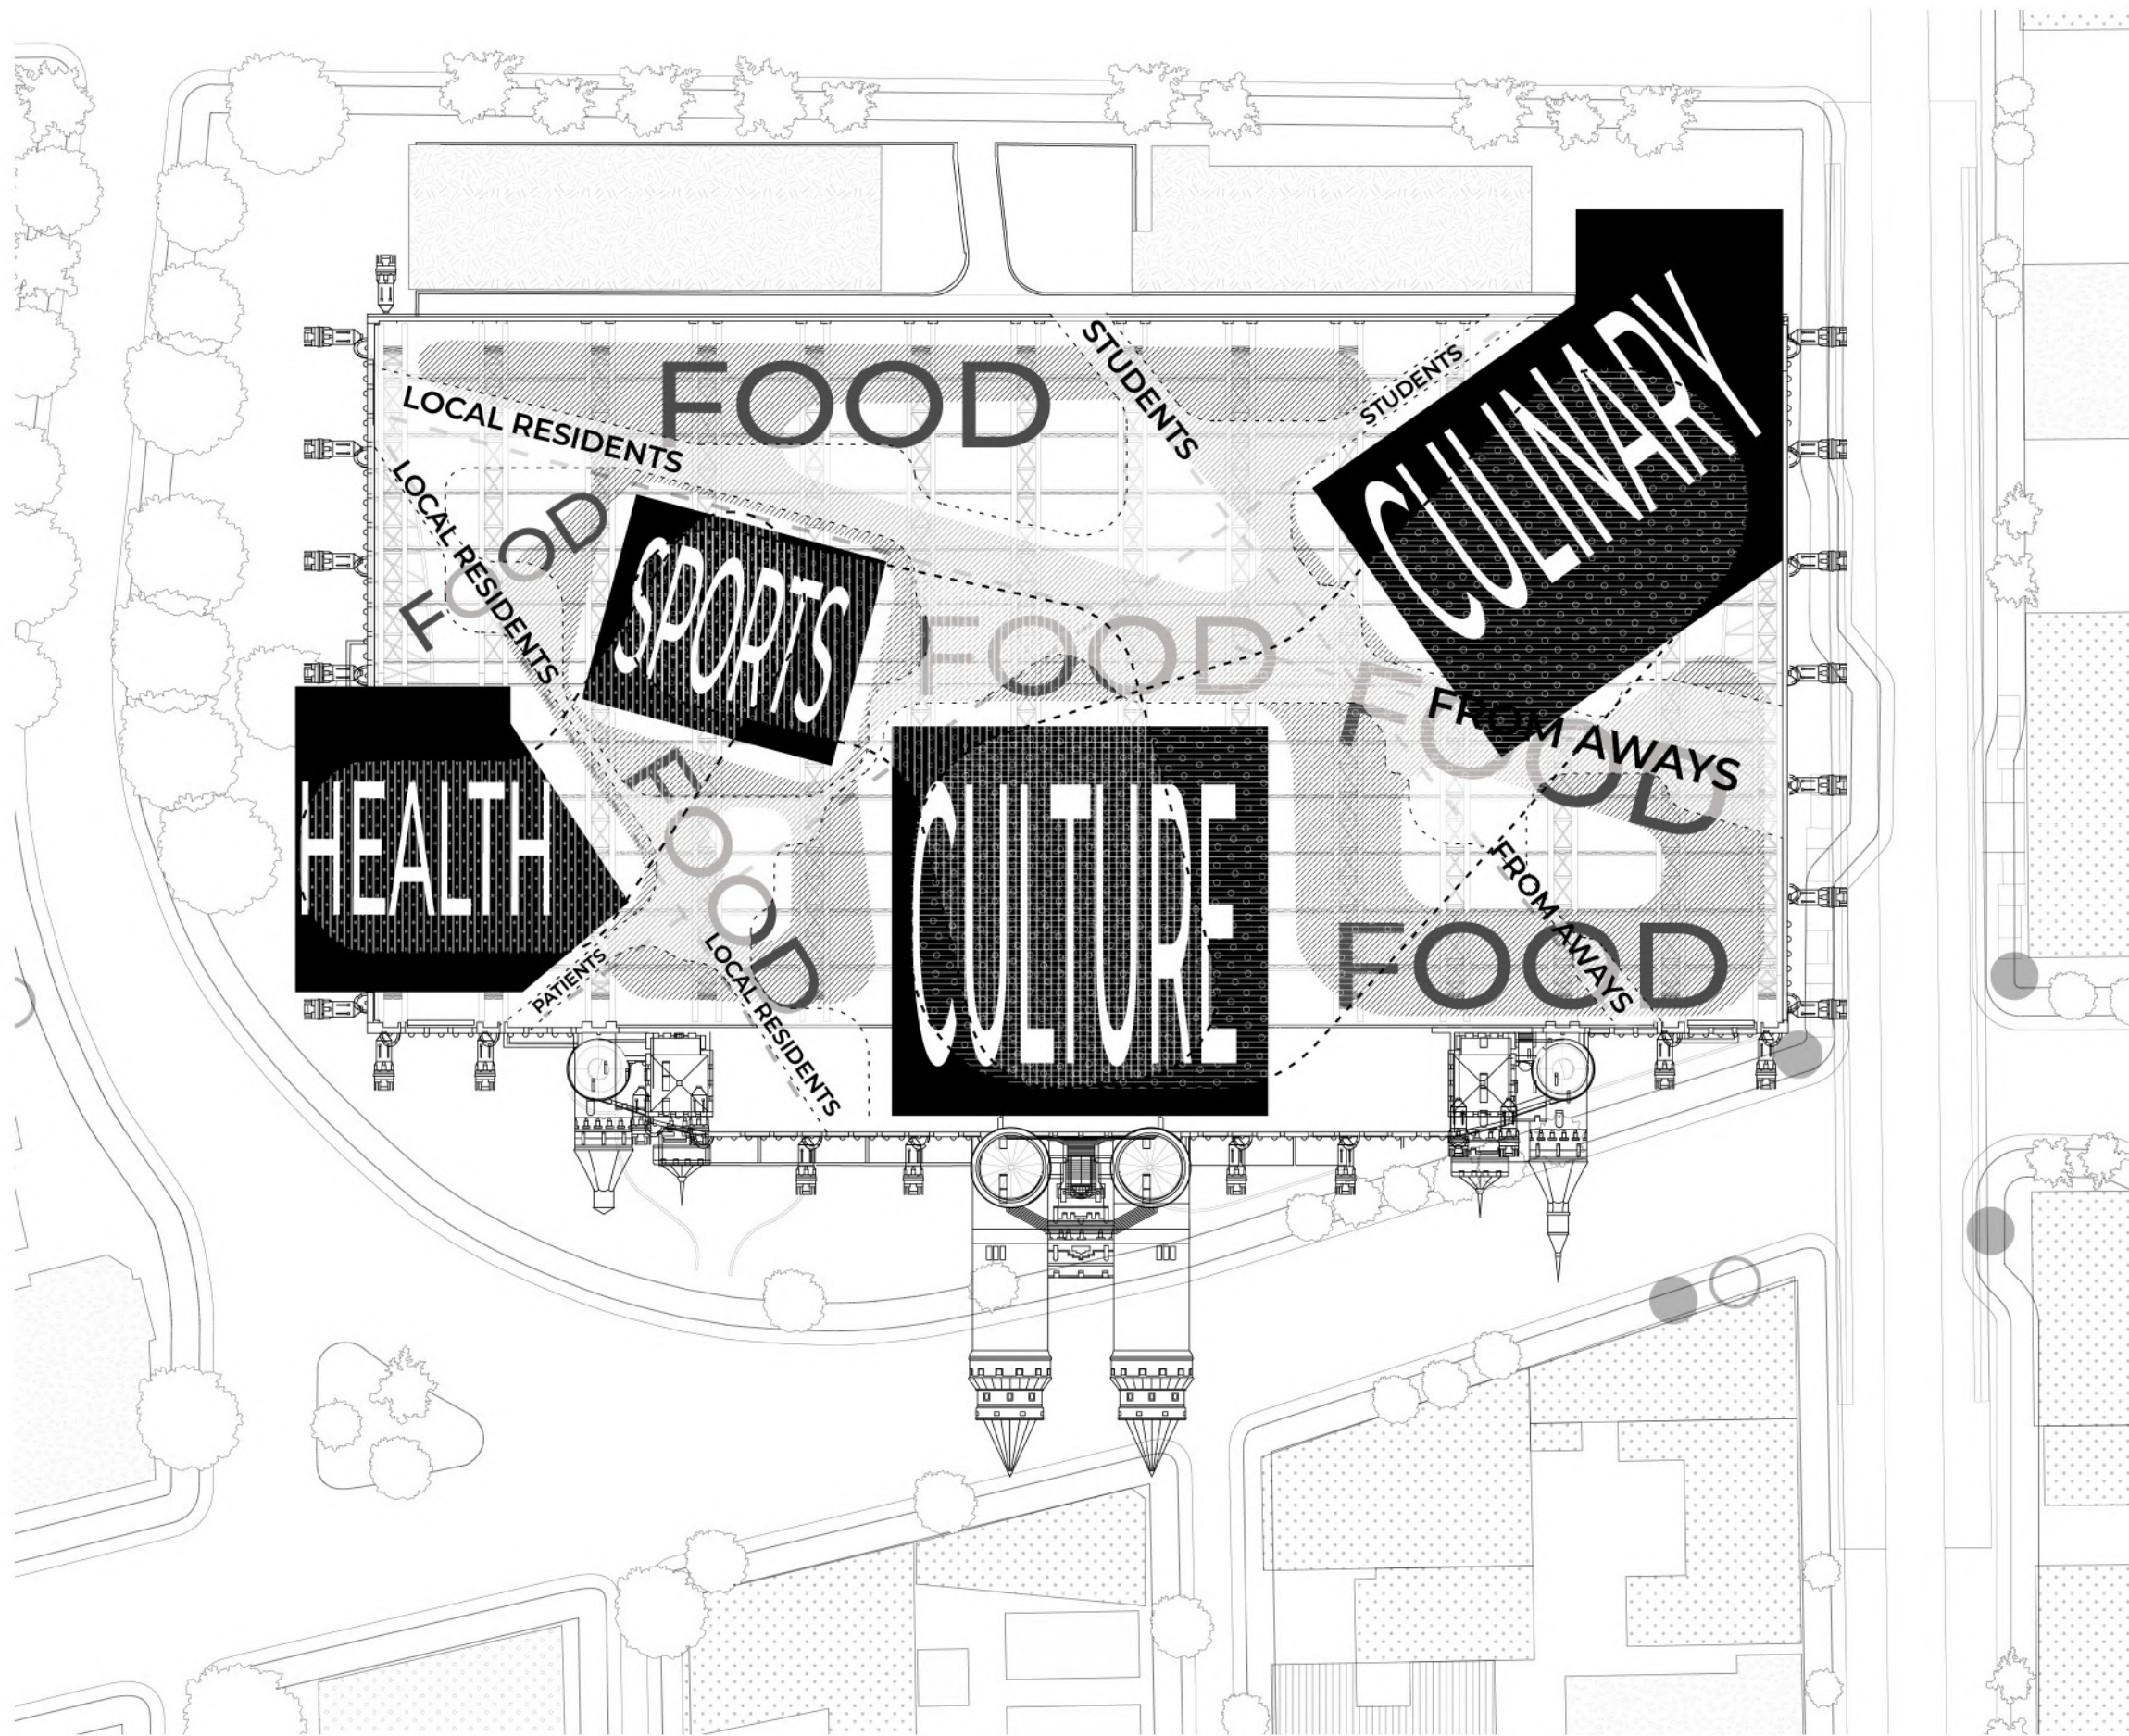 FOOD
STUDENTS
STUDENTS
CULINARY
LOCAL RESIDENTS
LOCAL RESIDENTS
FOOD
SPORTS
FOOD
FOOD
FROM AWAYS
HEALTH
FOOD
CULTURE
FROM AWAYS
FOOD
PATIENTS
LOCAL RESIDENTS